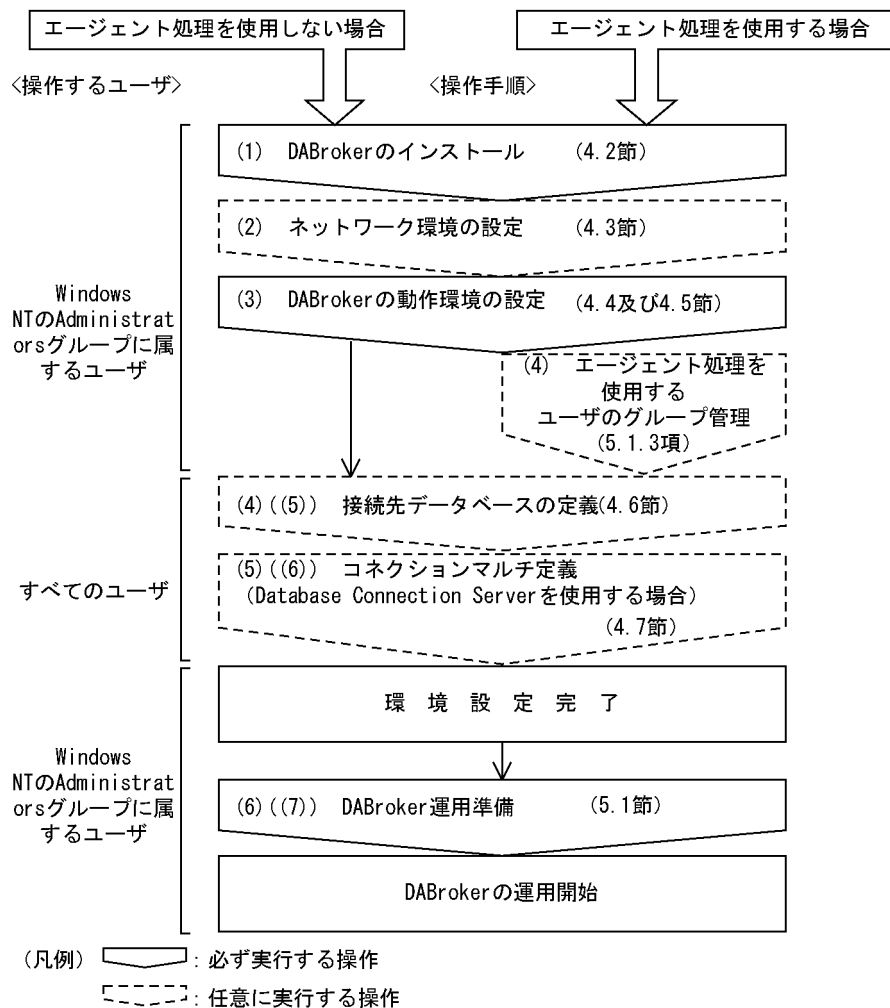 エージェント処理を使用しない場合
エージェント処理を使用する場合
<操作するユーザ>
<操作手順>
(1) DABrokerのインストール (4.2節)
(2) ネットワーク環境の設定 (4.3節)
(3) DABrokerの動作環境の設定 (4.4及び4.5節)
Windows
NTのAdministrat
orsグループに属
するユーザ
(4) エージェント処理を
使用する
ユーザのグループ管理
(5.1.3項)
(4)((5)) 接続先データベースの定義(4.6節)
すべてのユーザ
(5)((6)) コネクションマルチ定義
(Database Connection Serverを使用する場合)
(4.7節)
環 境 設 定 完 了
Windows
NTのAdministrat
orsグループに属
するユーザ
(6)((7)) DABroker運用準備 (5.1節)
DABrokerの運用開始
(凡例) : 必ず実行する操作
: 任意に実行する操作